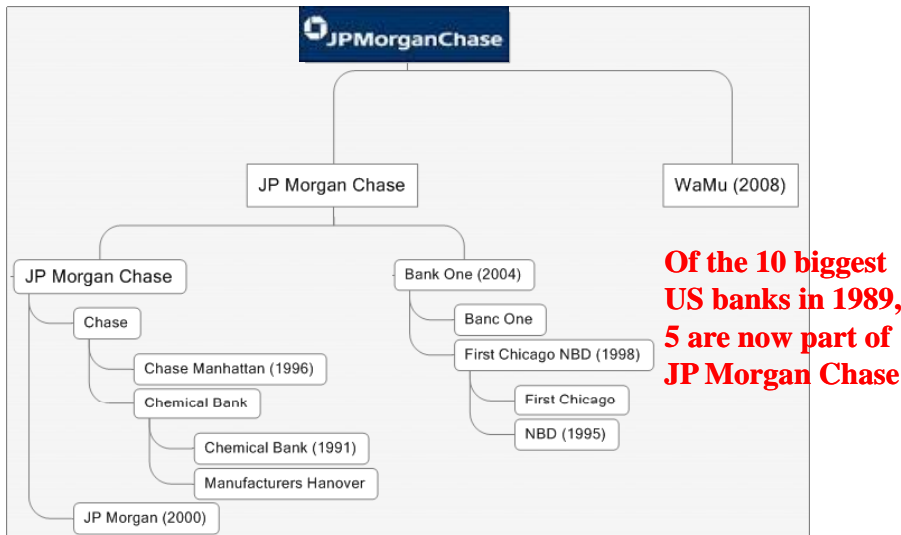 JPMorganChase
JP Morgan Chase
WaMu (2008)
JP Morgan Chase
Chase
Chase Manhattan (1996)
Chemical Bank
Chemical Bank (1991)
Manufacturers Hanover
JP Morgan (2000)
Bank One (2004)
Banc One
First Chicago NBD (1998)
First Chicago
NBD (1995)
Of the 10 biggest
US banks in 1989,
5 are now part of
JP Morgan Chase